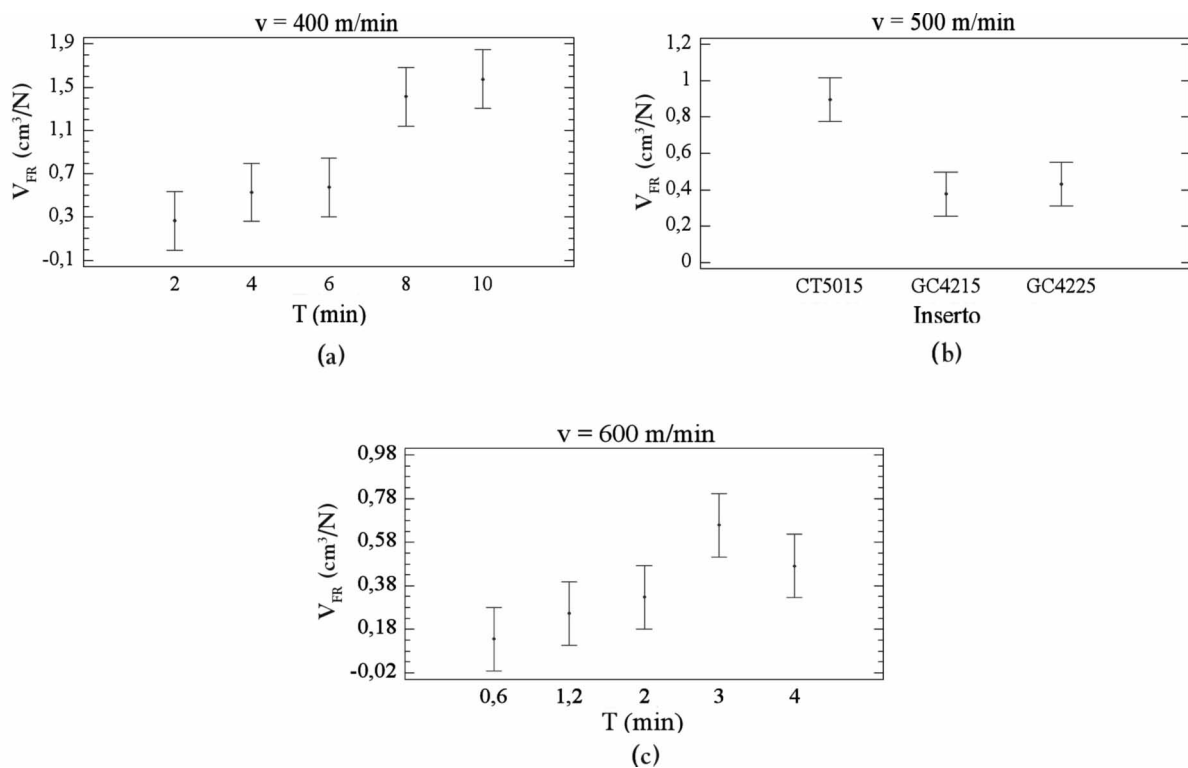 v = 400 m/min
V_FR (cm³/N)
1,9
1,5
1,1
0,7
0,3
-0,1
2 4 6 8 10
T (min)
(a)
v = 500 m/min
V_FR (cm³/N)
1,2
1
0,8
0,6
0,4
0,2
0
CT5015 GC4215 GC4225
Inserto
(b)
v = 600 m/min
V_FR (cm³/N)
0,98
0,78
0,58
0,38
0,18
-0,02
0,6 1,2 2 3 4
T (min)
(c)